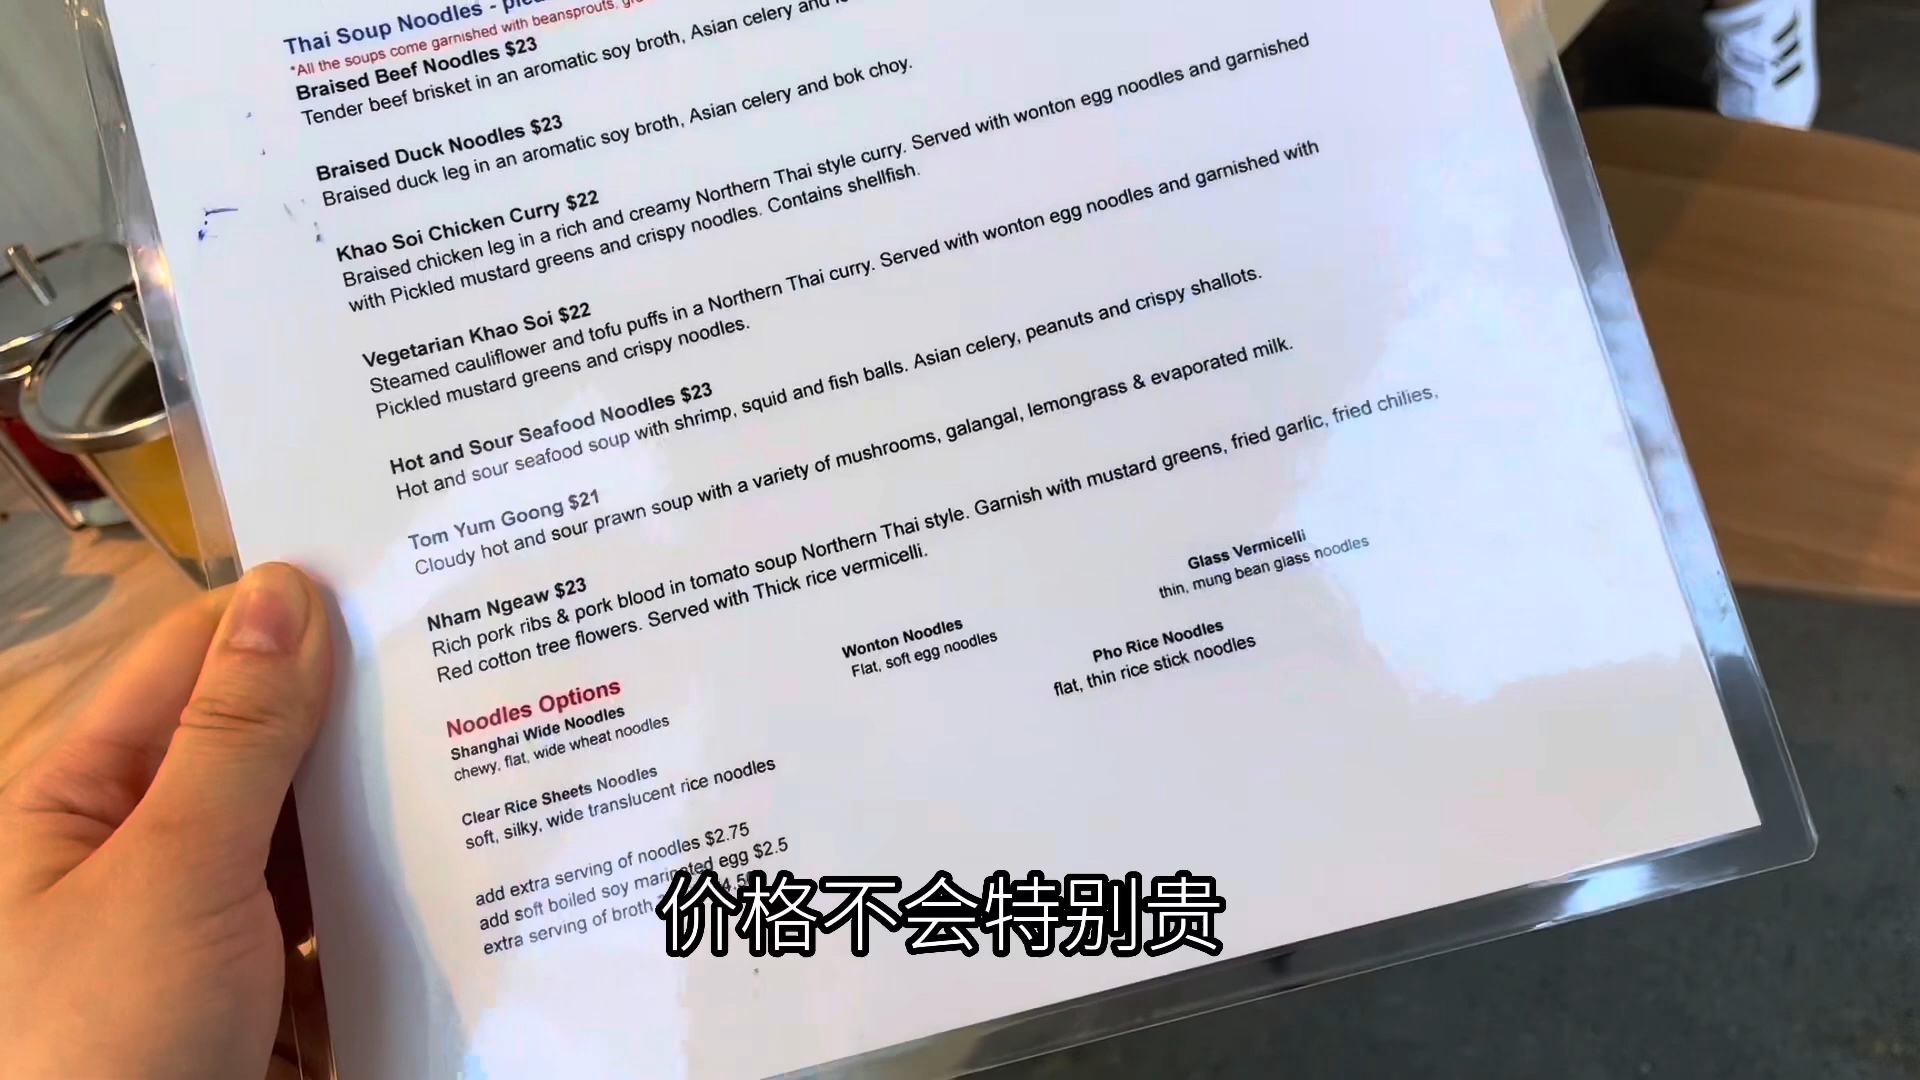 Thai Soup Noodles -
*All the soups come garnished with beansprouts,
Braised Beef Noodles $23
Tender beef brisket in an aromatic soy broth, Asian celery and
Braised Duck Noodles $23
Braised duck leg in an aromatic soy broth, Asian celery and bok choy.
Khao Soi Chicken Curry $22
Braised chicken leg in a rich and creamy Northern Thai style curry. Served with wonton egg noodles and garnished
with Pickled mustard greens and crispy noodles. Contains shellfish.
Vegetarian Khao Soi $22
Steamed cauliflower and tofu puffs in a Northern Thai curry. Served with wonton egg noodles and garnished with
Pickled mustard greens and crispy noodles.
Hot and Sour Seafood Noodles $23
Hot and sour seafood soup with shrimp, squid and fish balls. Asian celery, peanuts and crispy shallots.
Tom Yum Goong $21
Cloudy hot and sour prawn soup with a variety of mushrooms, galangal, lemongrass & evaporated milk.
Nham Ngeaw $23
Rich pork ribs & pork blood in tomato soup Northern Thai style. Garnish with mustard greens, fried garlic, fried chilies,
Red cotton tree flowers. Served with Thick rice vermicelli.
Noodles Options
Shanghai Wide Noodles
chewy, flat, wide wheat noodles
Wonton Noodles
Flat, soft egg noodles
Glass Vermicelli
thin, mung bean glass noodles
Clear Rice Sheets Noodles
soft, silky, wide translucent rice noodles
Pho Rice Noodles
flat, thin rice stick noodles
add extra serving of noodles $2.75
add soft boiled soy marinated egg $2.5
extra serving of broth
价格不会特别贵